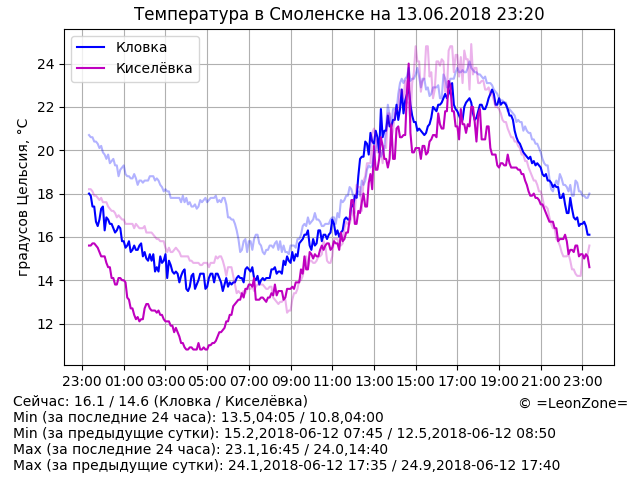 Температура в Смоленске на 13.06.2018 23:20
градусов Цельсия, °C
Кловка
Киселёвка
24
22
20
18
16
14
12
23:00 01:00 03:00 05:00 07:00 09:00 11:00 13:00 15:00 17:00 19:00 21:00 23:00
© =LeonZone=
Сейчас: 16.1 / 14.6 (Кловка / Киселёвка)
Min (за последние 24 часа): 13.5,04:05 / 10.8,04:00
Min (за предыдущие сутки): 15.2,2018-06-12 07:45 / 12.5,2018-06-12 08:50
Max (за последние 24 часа): 23.1,16:45 / 24.0,14:40
Max (за предыдущие сутки): 24.1,2018-06-12 17:35 / 24.9,2018-06-12 17:40